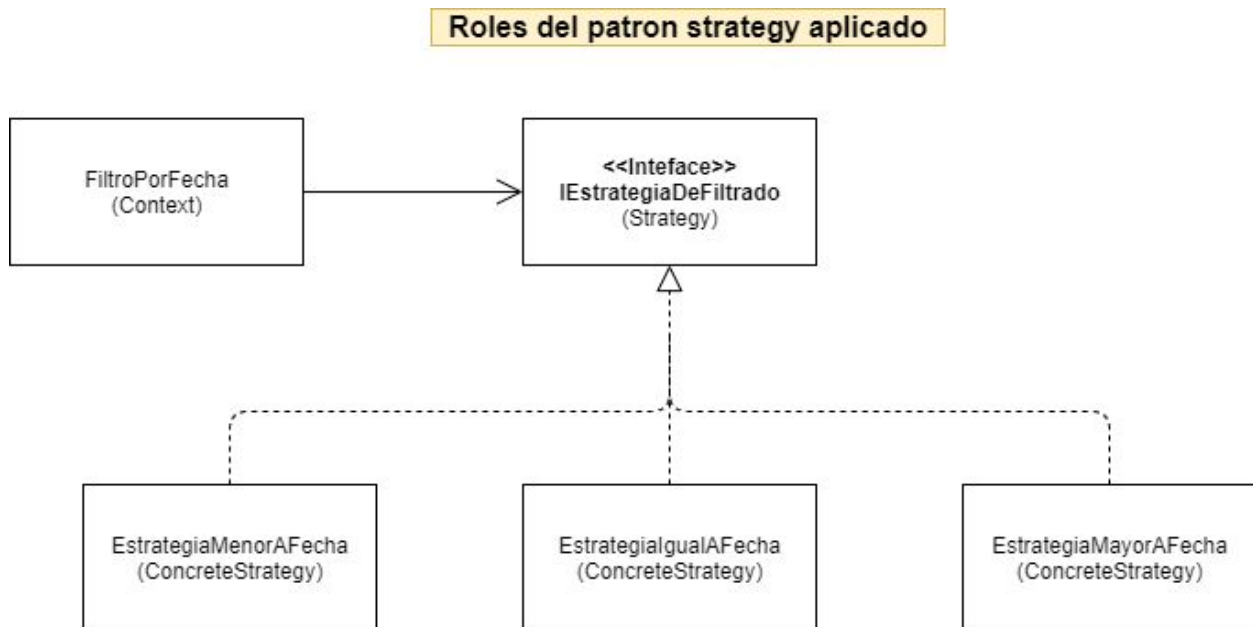 Roles del patron strategy aplicado
FiltroPorFecha
(Context)
<<Inteface>>
IEstrategiaDeFiltrado
(Strategy)
EstrategiaMenorAFecha
(ConcreteStrategy)
EstrategiaIgualAFecha
(ConcreteStrategy)
EstrategiaMayorAFecha
(ConcreteStrategy)